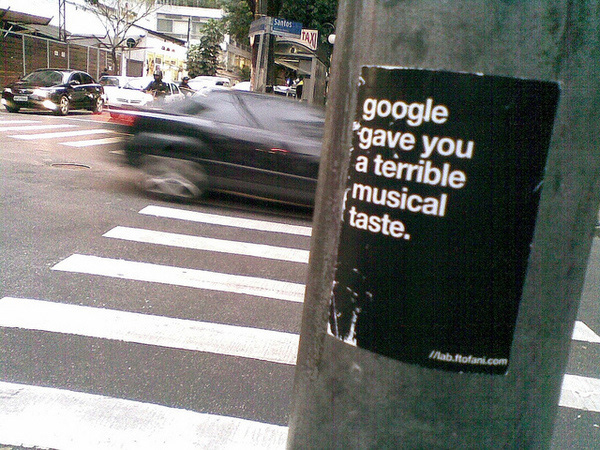 Santos
TAXI
google
gave you
a terrible
musical
taste.
//lab.ftofani.com